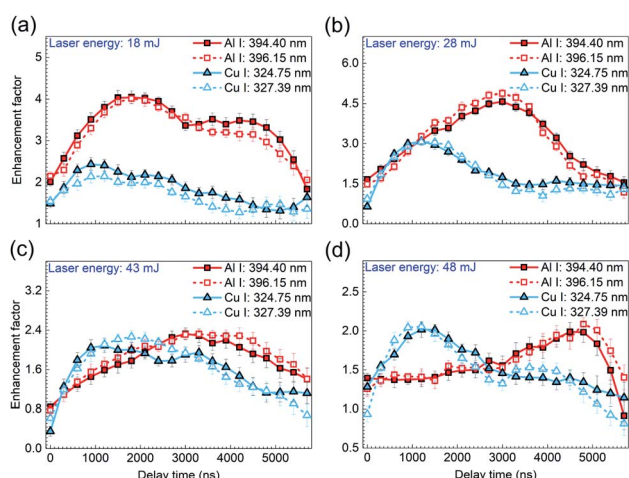 (a)
Laser energy: 18 mJ
Al I: 394.40 nm
Al I: 396.15 nm
Cu I: 324.75 nm
Cu I: 327.39 nm
Enhancement factor
5
4
3
2
1
(b)
Laser energy: 28 mJ
Al I: 394.40 nm
Al I: 396.15 nm
Cu I: 324.75 nm
Cu I: 327.39 nm
6.0
4.5
3.0
1.5
0.0
(c)
Laser energy: 43 mJ
Al I: 394.40 nm
Al I: 396.15 nm
Cu I: 324.75 nm
Cu I: 327.39 nm
Enhancement factor
3.2
2.4
1.6
0.8
0.0
0 1000 2000 3000 4000 5000
Delay time (ns)
(d)
Laser energy: 48 mJ
Al I: 394.40 nm
Al I: 396.15 nm
Cu I: 324.75 nm
Cu I: 327.39 nm
2.5
2.0
1.5
1.0
0.5
0 1000 2000 3000 4000 5000
Delay time (ns)